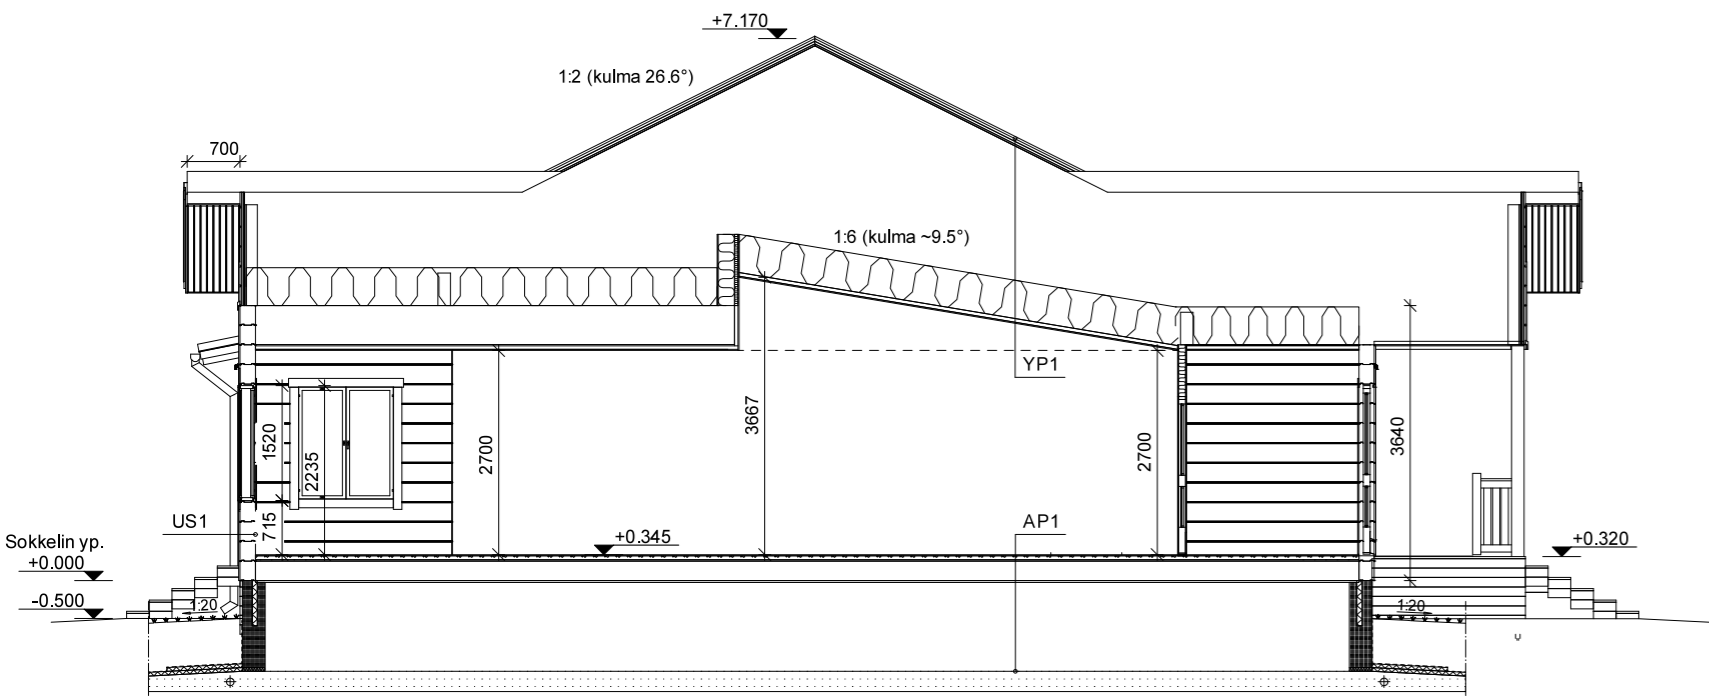 +7.170
1:2 (kulma 26.6°)
700
1:6 (kulma ~9.5°)
YP1
3667
2700
2700
3640
1520
2235
715
US1
AP1
+0.345
+0.320
Sokkelin yp.
+0.000
-0.500
1:20
1:20